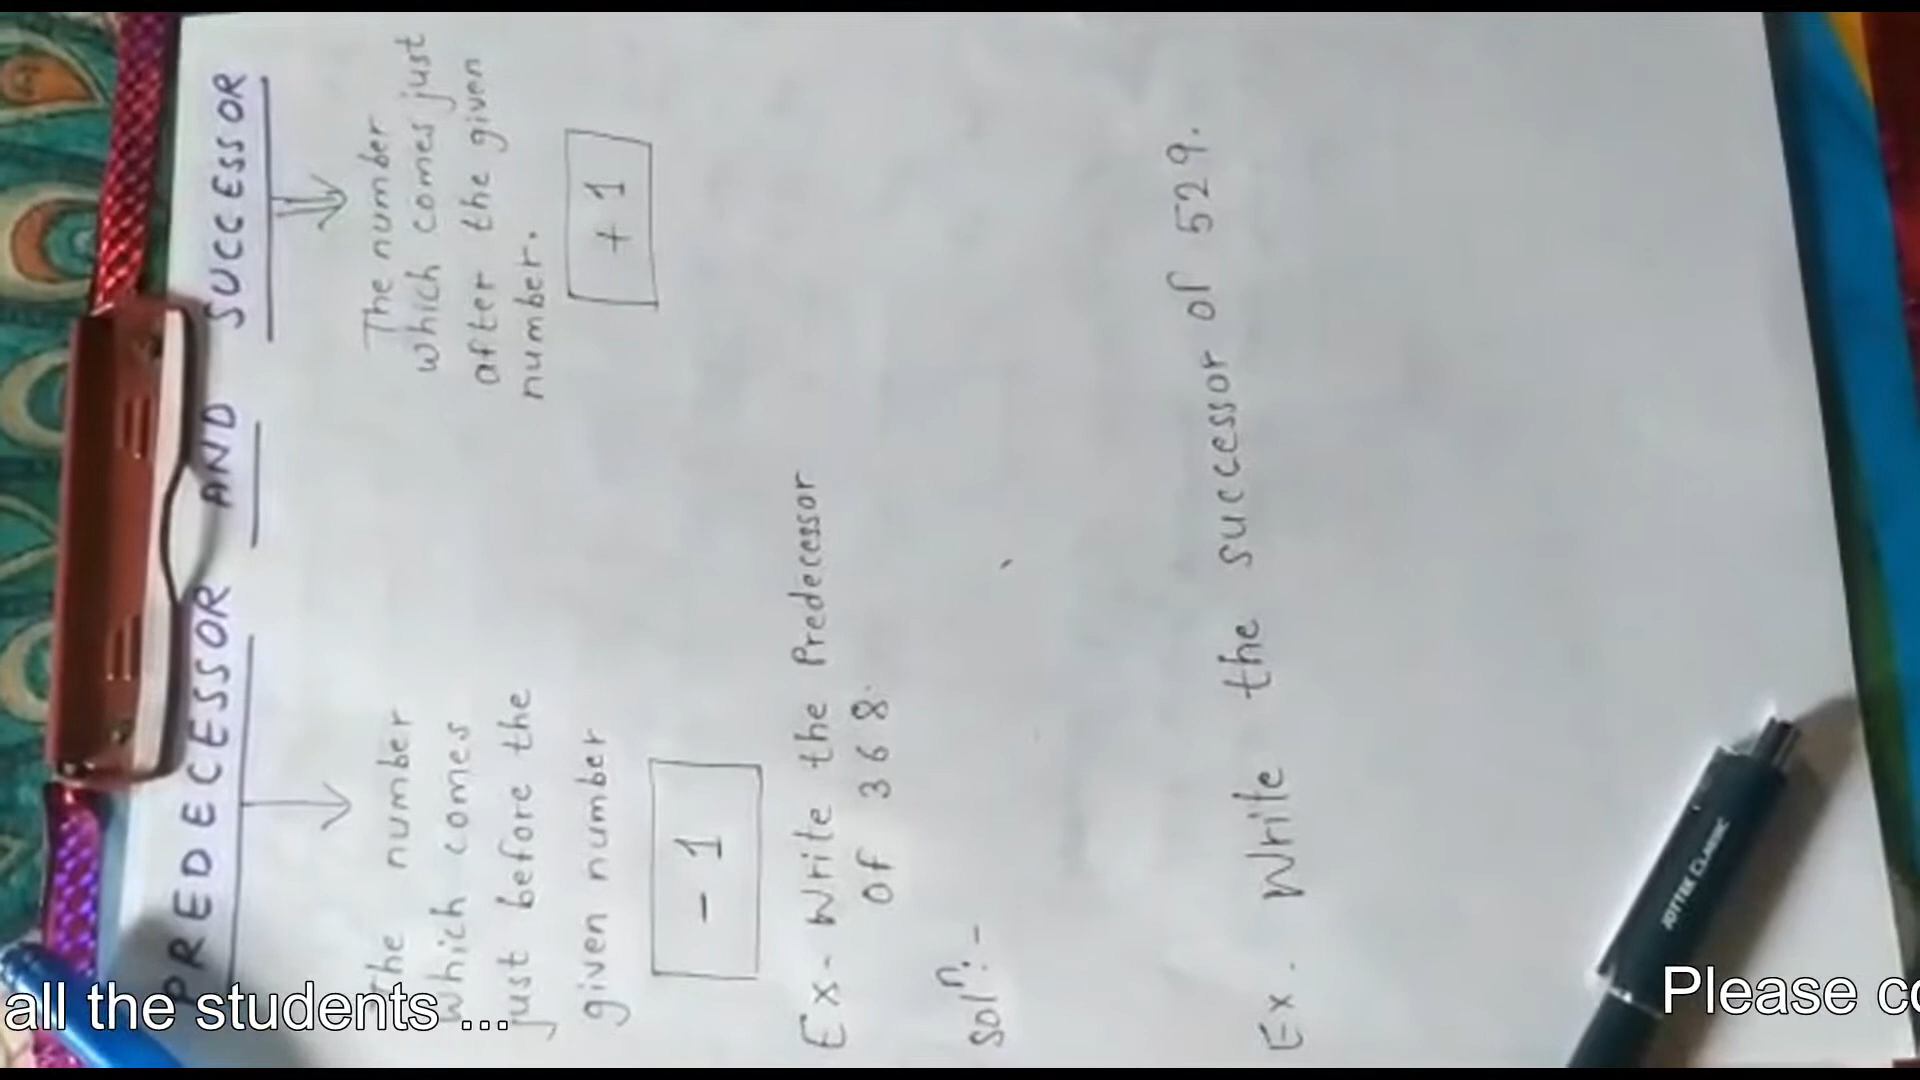 PREDECESSOR AND SUCCESSOR
The number
which comes
just before the
given number
- 1
The number
which comes just
after the given
number.
+ 1
Ex - Write the Predecessor
of 368.
Solⁿ:-
Ex. Write the successor of 529.
JOTTEK CLASSIC
all the students ...
Please co